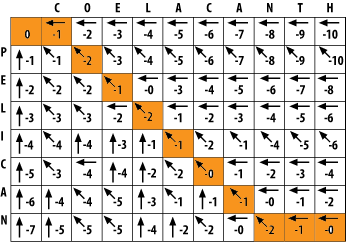 C O E L A C A N T H
0 -1 -2 -3 -4 -5 -6 -7 -8 -9 -10
P -1 -1 -2 -3 -4 -5 -6 -7 -8 -9 -10
E -2 -2 -2 -1 -0 -3 -4 -5 -6 -7 -8
L -3 -3 -3 -2 -2 -1 -2 -3 -4 -5 -6
I -4 -4 -4 -3 -1 -1 -2 -1 -4 -5 -6
C -5 -3 -4 -4 -2 -2 -0 -1 -2 -3 -4
A -6 -4 -4 -5 -3 -1 -1 -1 -0 -1 -2
N -7 -5 -5 -5 -4 -2 -2 -0 -2 -1 -0